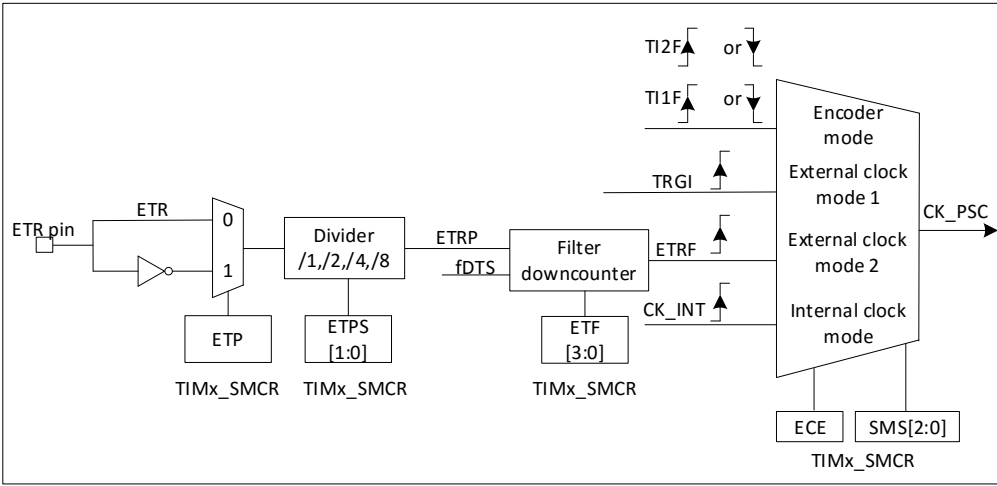 TI2F or
TI1F or
Encoder
mode
TRGI
External clock
mode 1
CK_PSC
ETR pin
ETR
0
1
Divider
/1,/2,/4,/8
ETRP
fDTS
Filter
downcounter
ETRF
External clock
mode 2
CK_INT
Internal clock
mode
ETP
TIMx_SMCR
ETPS
[1:0]
TIMx_SMCR
ETF
[3:0]
TIMx_SMCR
ECE
SMS[2:0]
TIMx_SMCR